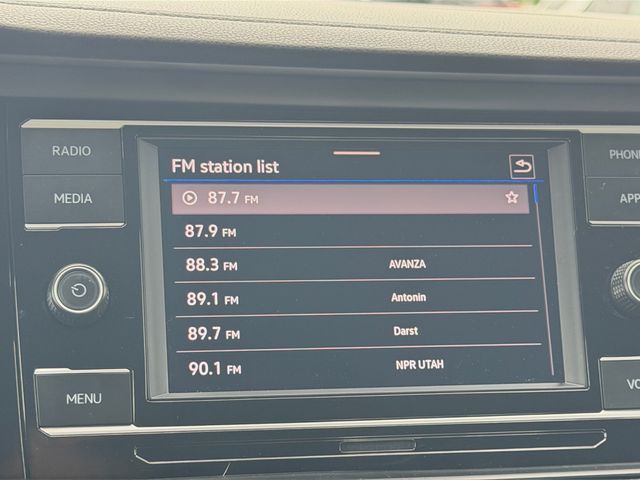 RADIO
MEDIA
MENU
FM station list
87.7 FM
87.9 FM
88.3 FM AVANZA
89.1 FM Antonin
89.7 FM Darst
90.1 FM NPR UTAH
PHON
APP
VO